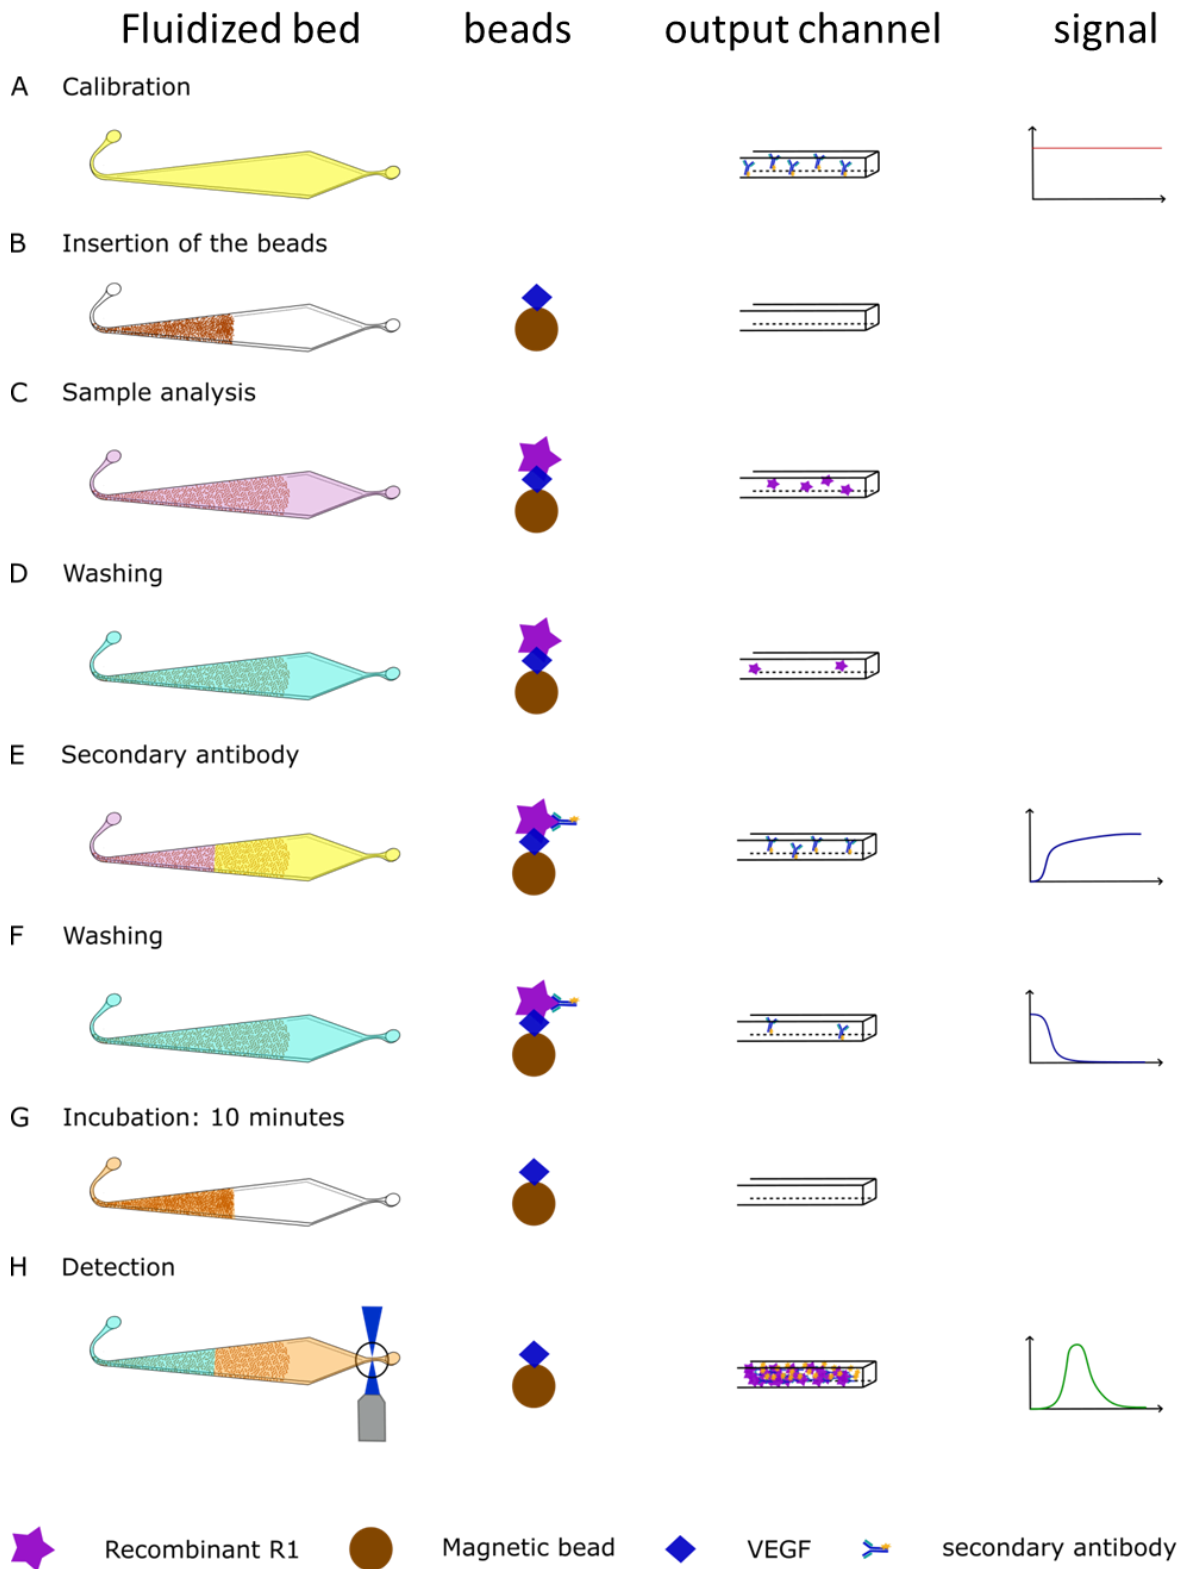 Fluidized bed beads output channel signal
A Calibration
B Insertion of the beads
C Sample analysis
D Washing
E Secondary antibody
F Washing
G Incubation: 10 minutes
H Detection
Recombinant R1 Magnetic bead VEGF secondary antibody